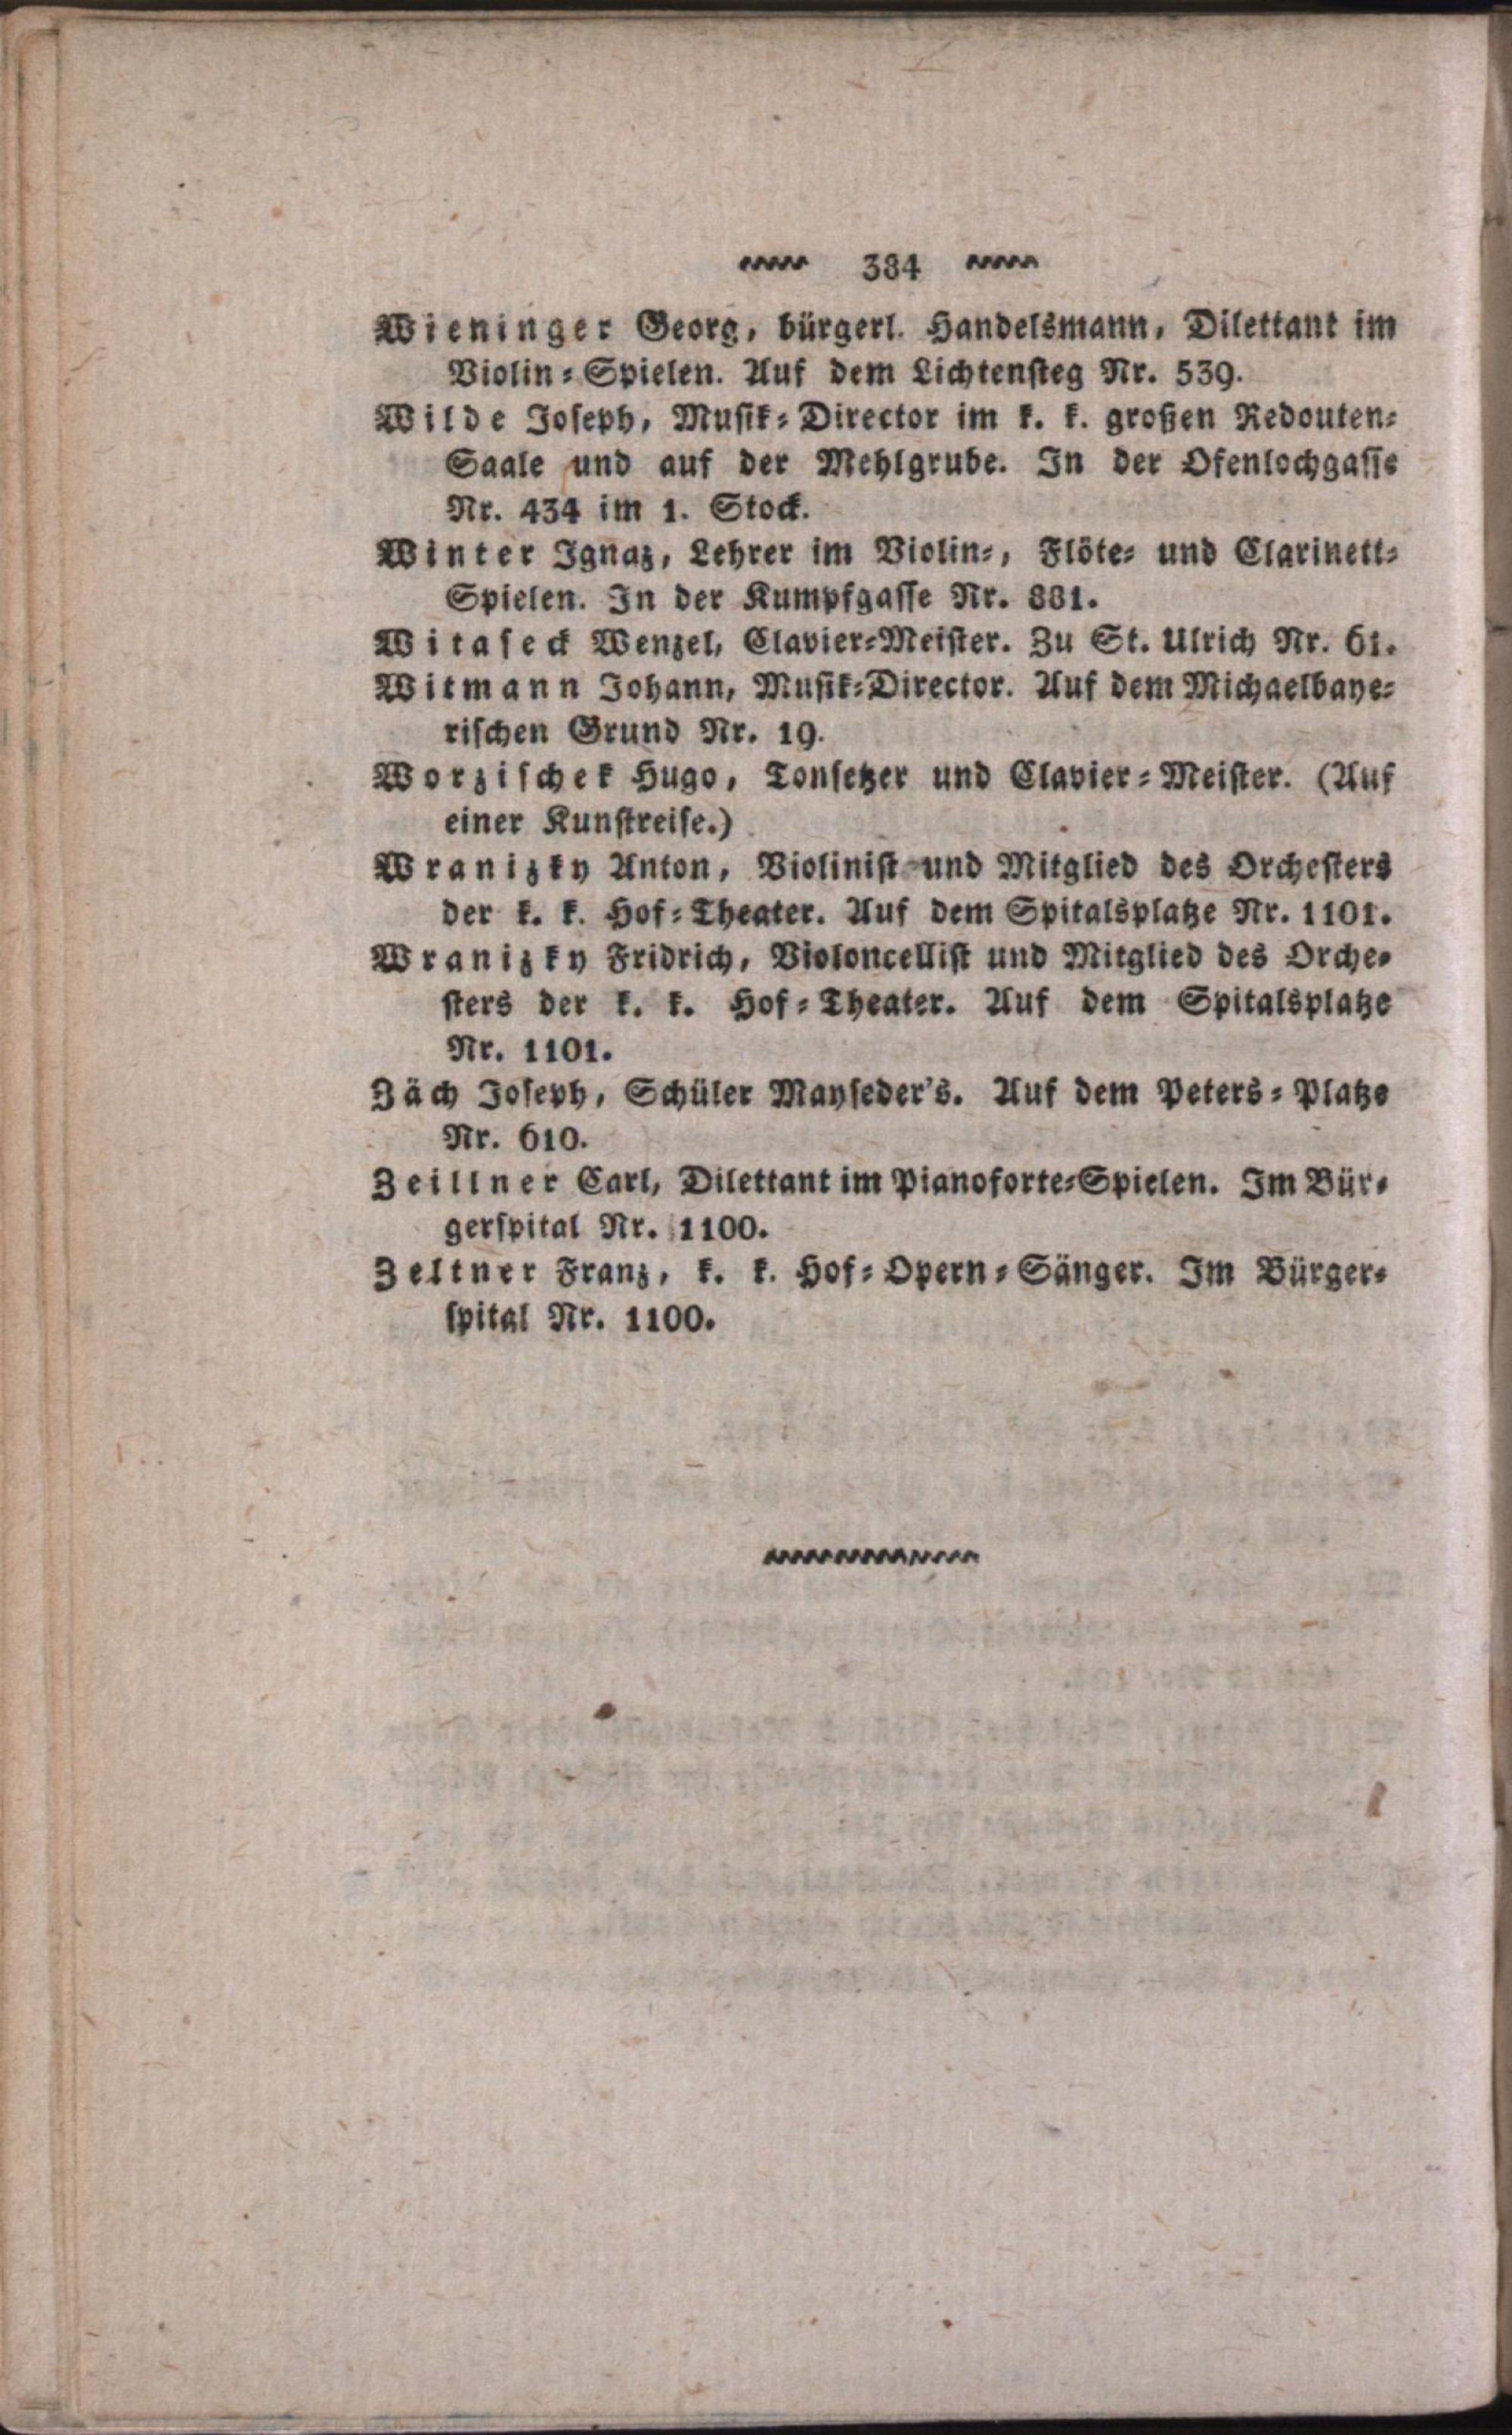 384
Wieninger Georg, bürgerl. Handelsmann, Dilettant im
Violin-Spielen. Auf dem Lichtensteg Nr. 539.
Wilde Joseph, Musik-Director im k. k. großen Redouten-
Saale und auf der Mehlgrube. In der Ofenlochgasse
Nr. 434 im 1. Stock.
Winter Ignaz, Lehrer im Violin-, Flöte- und Clarinett-
Spielen. In der Kumpfgasse Nr. 881.
Witaseck Wenzel, Clavier-Meister. Zu St. Ulrich Nr. 61.
Witmann Johann, Musik-Director. Auf dem Michaelbaye-
rischen Grund Nr. 19.
Worzischek Hugo, Tonsetzer und Clavier-Meister. (Auf
einer Kunstreise.)
Wranizky Anton, Violinist und Mitglied des Orchesters
der k. k. Hof-Theater. Auf dem Spitalsplatze Nr. 1101.
Wranizky Fridrich, Violoncellist und Mitglied des Orche-
sters der k. k. Hof-Theater. Auf dem Spitalsplatze
Nr. 1101.
Zäch Joseph, Schüler Mayseder's. Auf dem Peters-Platze
Nr. 610.
Zeillner Carl, Dilettant im Pianoforte-Spielen. Im Bür-
gerspital Nr. 1100.
Zeltner Franz, k. k. Hof-Opern-Sänger. Im Bürger-
spital Nr. 1100.